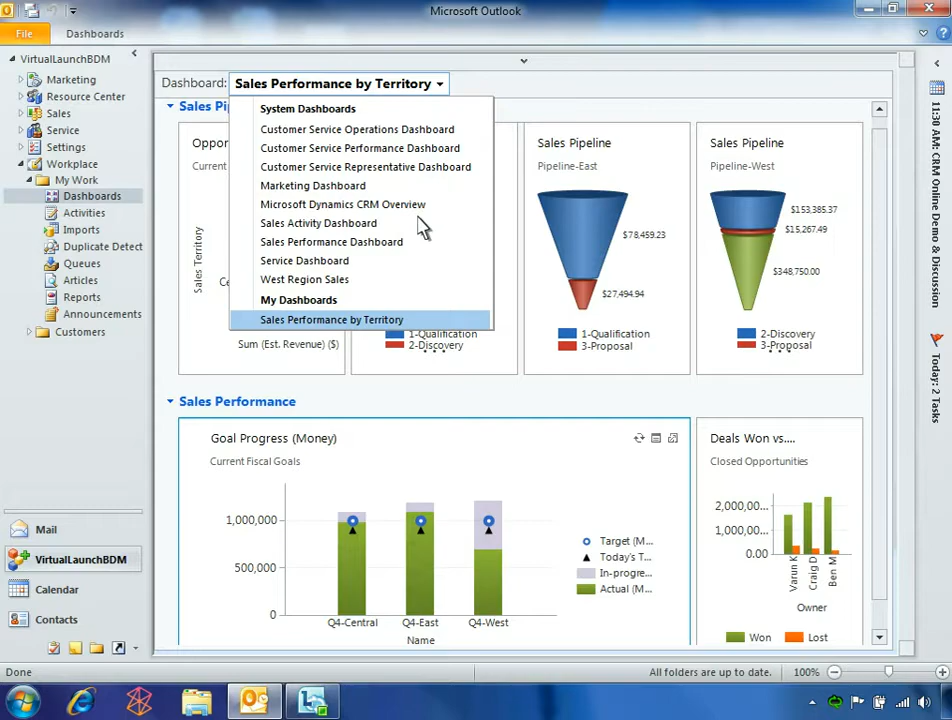 Microsoft Outlook
File
Dashboards
VirtualLaunchBDM
Marketing
Resource Center
Sales
Service
Settings
Workplace
My Work
Dashboards
Activities
Imports
Duplicate Detect
Queues
Articles
Reports
Announcements
Customers
Mail
VirtualLaunchBDM
Calendar
Contacts
Dashboard: Sales Performance by Territory
System Dashboards
Customer Service Operations Dashboard
Customer Service Performance Dashboard
Customer Service Representative Dashboard
Marketing Dashboard
Microsoft Dynamics CRM Overview
Sales Activity Dashboard
Sales Performance Dashboard
Service Dashboard
West Region Sales
My Dashboards
Sales Performance by Territory
Sales Pi
Oppor
Current
Sales Territory
Ce
Sum (Est. Revenue) ($)
1-Qualification
2-Discovery
Sales Pipeline
Pipeline-East
$78,459.23
$27,494.94
1-Qualification
3-Proposal
Sales Pipeline
Pipeline-West
$153,385.37
$15,267.49
$348,750.00
2-Discovery
3-Proposal
Sales Performance
Goal Progress (Money)
Current Fiscal Goals
1,000,000
500,000
0
Q4-Central
Q4-East
Q4-West
Name
Target (M...
Today's T...
In-progre...
Actual (M...
Deals Won vs....
Closed Opportunities
2,000,00...
1,000,00...
0.00
Varun K
Craig D
Ben M
Owner
Won
Lost
11:30 AM: CRM Online Demo & Discussion
Today: 2 Tasks
Done
All folders are up to date.
100%